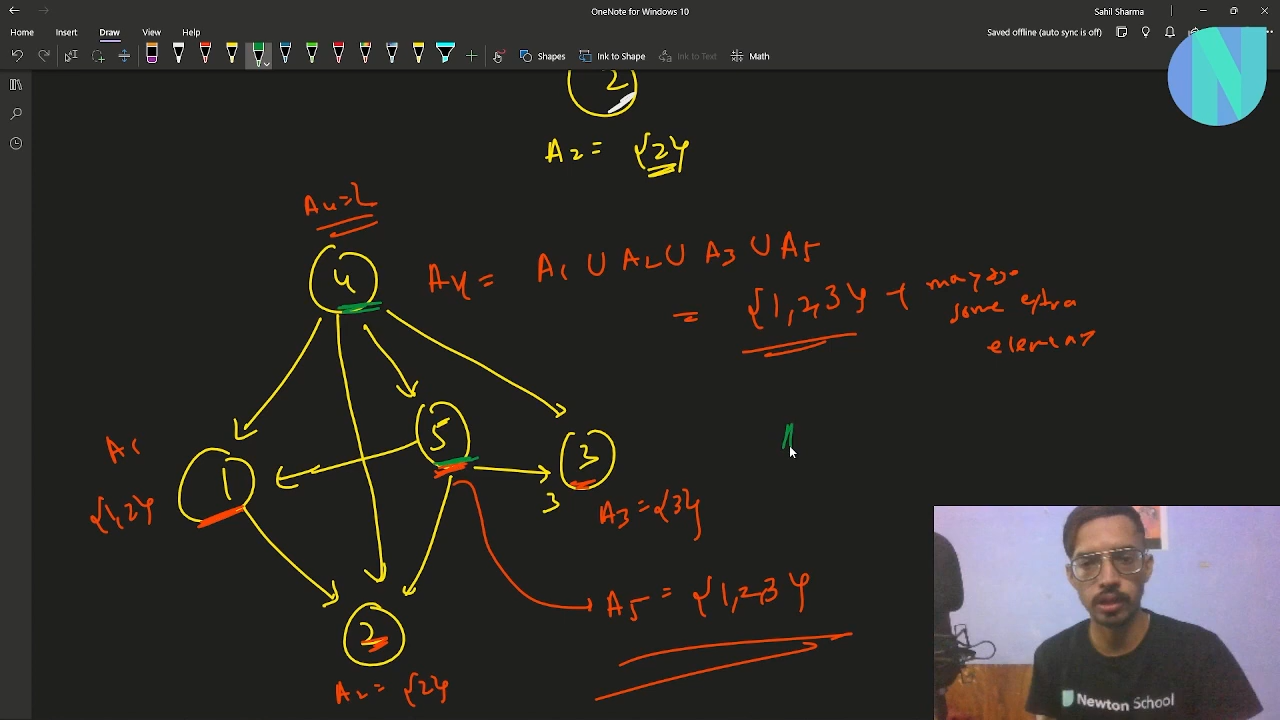 OneNote for Windows 10
Sahil Sharma
Home Insert Draw View Help
Saved offline (auto sync is off)
Shapes Ink to Shape Ink to Text Math
2
A2 = {2}
A4=2
4
A4 = A1 U A2 U A3 U A5
= {1,2,3} + maybe
some extra
elements
5
A1
1
3
{1,2}
3
A3 = {3}
A5 = {1,2,3}
2
A2 = {2}
Newton School